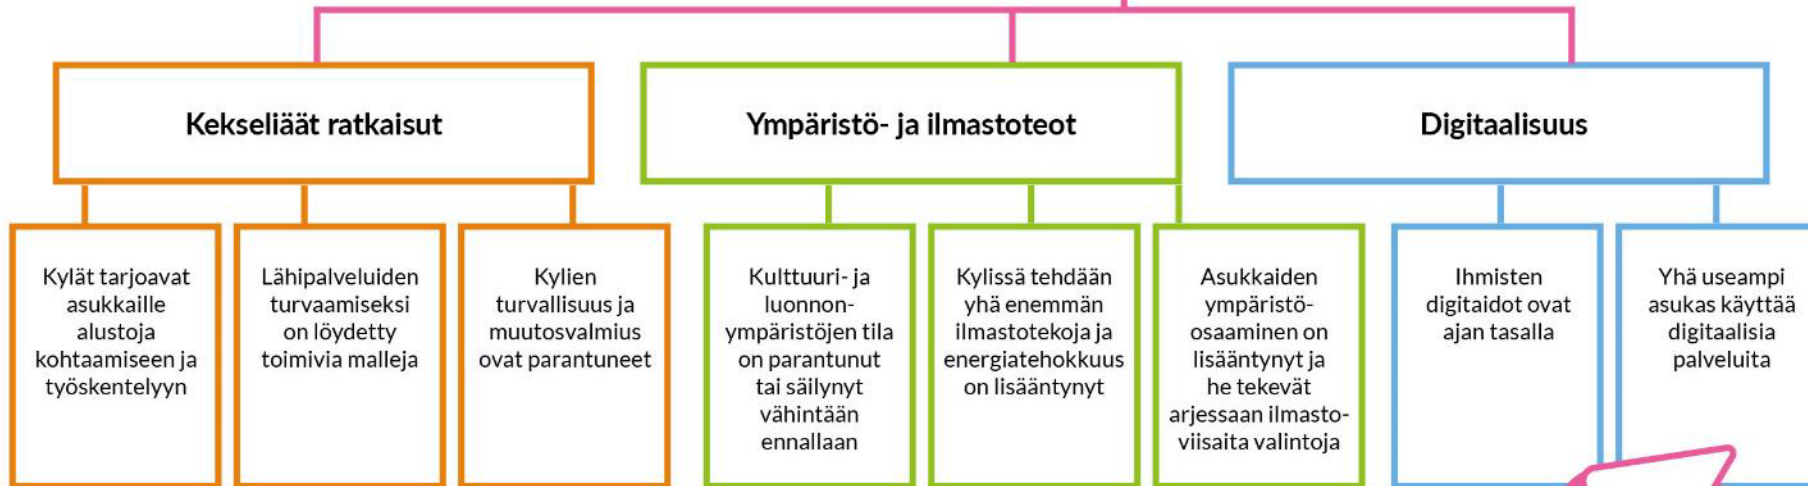 Kekseliäät ratkaisut
Ympäristö- ja ilmastoteot
Digitaalisuus
Kylät tarjoavat
asukkaille
alustoja
kohtaamiseen ja
työskentelyyn
Lähipalveluiden
turvaamiseksi
on löydetty
toimivia malleja
Kylien
turvallisuus ja
muutosvalmius
ovat parantuneet
Kulttuuri- ja
luonnon-
ympäristöjen tila
on parantunut
tai säilynyt
vähintään
ennallaan
Kylissä tehdään
yhä enemmän
ilmastotekoja ja
energiatehokkuus
on lisääntynyt
Asukkaiden
ympäristö-
osaaminen on
lisääntynyt ja
he tekevät
arjessaan ilmasto-
viisaita valintoja
Ihmisten
digitaidot ovat
ajan tasalla
Yhä useampi
asukas käyttää
digitaalisia
palveluita